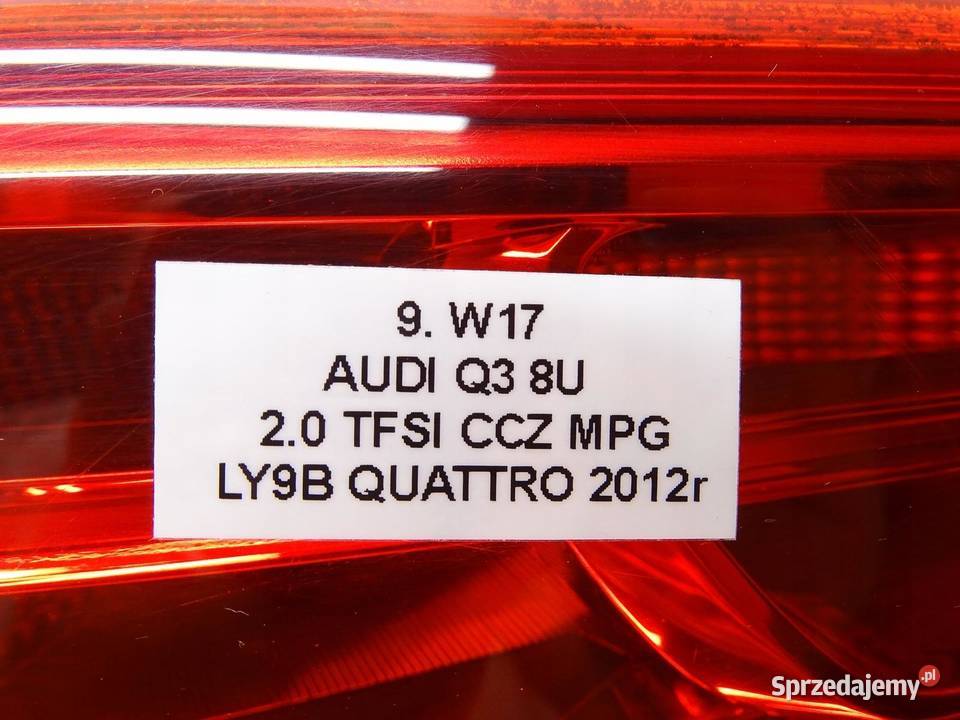 9. W17
AUDI Q3 8U
2.0 TFSI CCZ MPG
LY9B QUATTRO 2012r
Sprzedajemy.pl